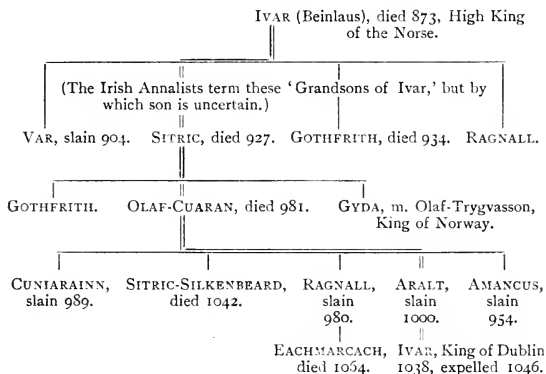 IVAR (Beinlaus), died 873, High King
of the Norse.
(The Irish Annalists term these 'Grandsons of Ivar,' but by
which son is uncertain.)
VAR, slain 904. SITRIC, died 927. GOTHFRITH, died 934. RAGNALL.
GOTHFRITH. OLAF-CUARAN, died 981. GYDA, m. Olaf-Trygvasson,
King of Norway.
CUNIARAINN, SITRIC-SILKENBEARD, RAGNALL, ARALT, AMANCUS,
slain 989. died 1042. slain slain slain
980. 1000. 954.
EACHMARCACH, IVAR, King of Dublin
died 1064. 1038, expelled 1046.